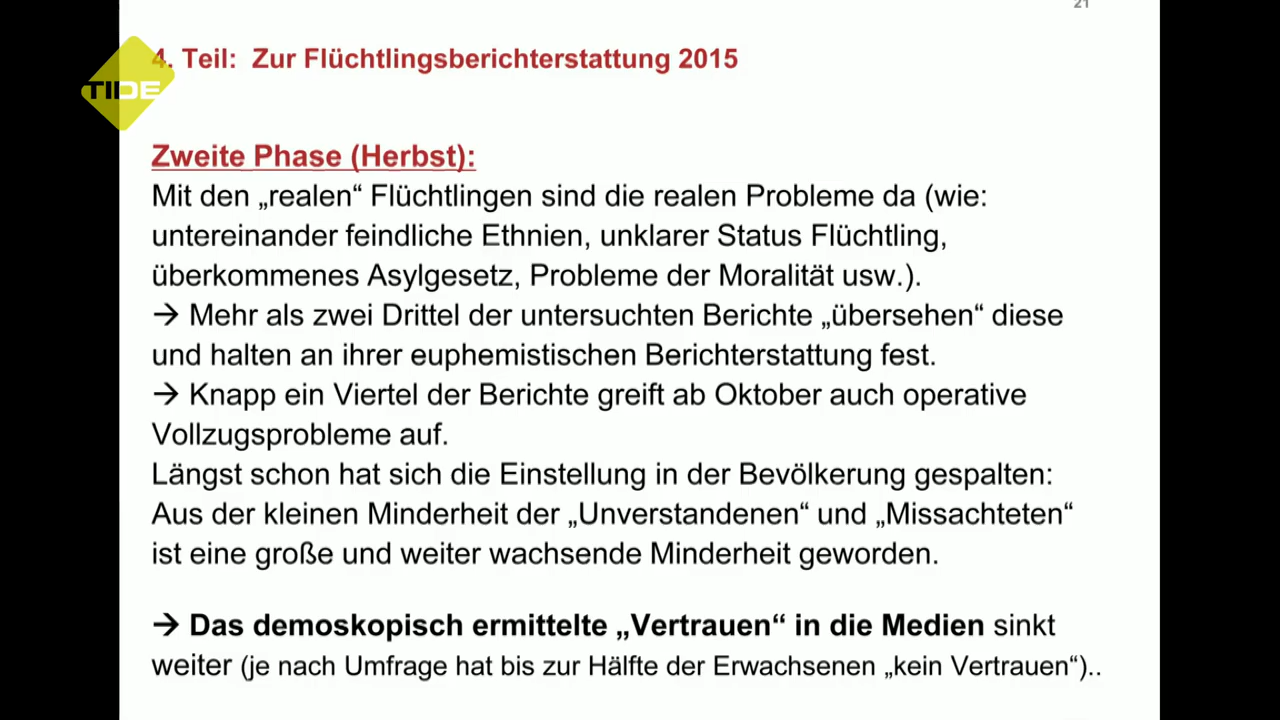 21
4. Teil: Zur Flüchtlingsberichterstattung 2015
TIDE
Zweite Phase (Herbst):
Mit den „realen“ Flüchtlingen sind die realen Probleme da (wie:
untereinander feindliche Ethnien, unklarer Status Flüchtling,
überkommenes Asylgesetz, Probleme der Moralität usw.).
→ Mehr als zwei Drittel der untersuchten Berichte „übersehen“ diese
und halten an ihrer euphemistischen Berichterstattung fest.
→ Knapp ein Viertel der Berichte greift ab Oktober auch operative
Vollzugsprobleme auf.
Längst schon hat sich die Einstellung in der Bevölkerung gespalten:
Aus der kleinen Minderheit der „Unverstandenen“ und „Missachteten“
ist eine große und weiter wachsende Minderheit geworden.
→ Das demoskopisch ermittelte „Vertrauen“ in die Medien sinkt
weiter (je nach Umfrage hat bis zur Hälfte der Erwachsenen „kein Vertrauen“)..